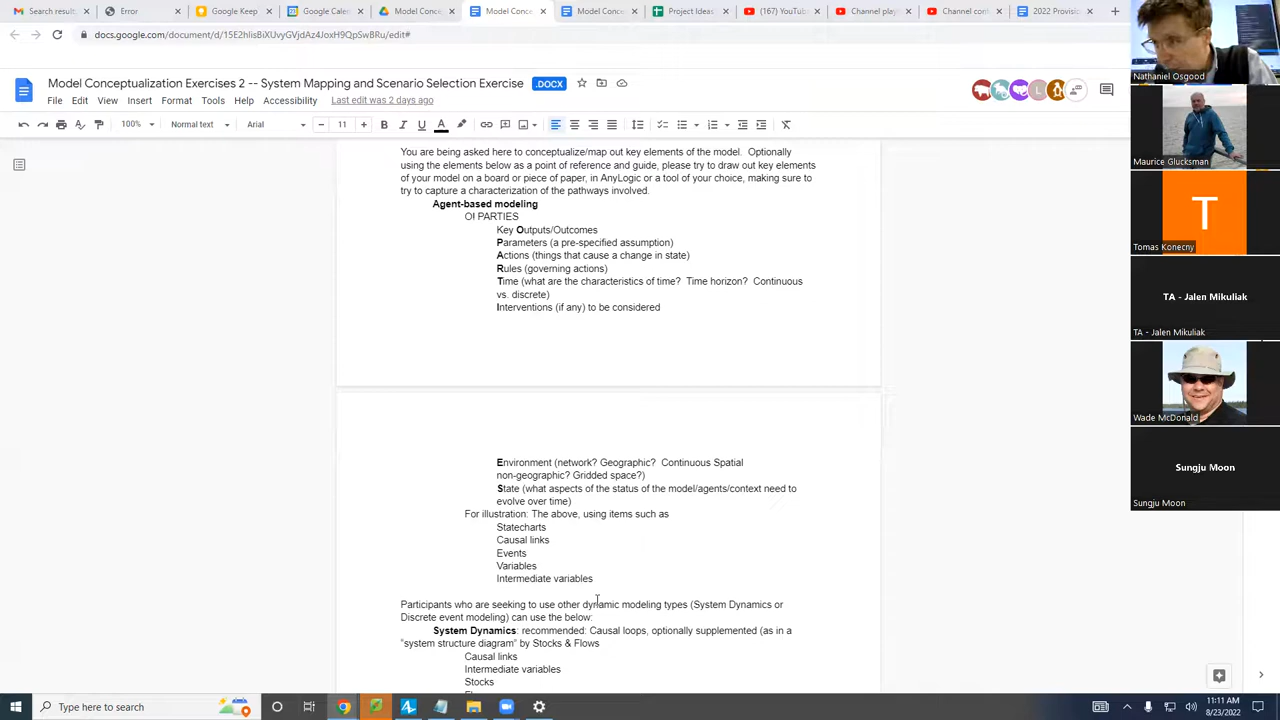 Search result:
Error
Google Keep
Google Calen
Model Conc
Model Conce
Model Conce
Project Ideas
(167) YouTub
Channel play
Channel conte
2022 Provisio
Nathaniel Osgood
Model Conceptualization Exercises 2 -- System Mapping and Scenario Selection Exercise
.DOCX
File Edit View Insert Format Tools Help Accessibility Last edit was 2 days ago
100% Normal text Arial 11 B I U A
You are being asked here to conceptualize/map out key elements of the model. Optionally
using the elements below as a point of reference and guide, please try to draw out key elements
of your model on a board or piece of paper, in AnyLogic or a tool of your choice, making sure to
try to capture a characterization of the pathways involved.
Agent-based modeling
O! PARTIES
Key Outputs/Outcomes
Parameters (a pre-specified assumption)
Actions (things that cause a change in state)
Rules (governing actions)
Time (what are the characteristics of time? Time horizon? Continuous
vs. discrete)
Interventions (if any) to be considered
Environment (network? Geographic? Continuous Spatial
non-geographic? Gridded space?)
State (what aspects of the status of the model/agents/context need to
evolve over time)
For illustration: The above, using items such as
Statecharts
Causal links
Events
Variables
Intermediate variables
Participants who are seeking to use other dynamic modeling types (System Dynamics or
Discrete event modeling) can use the below:
System Dynamics: recommended: Causal loops, optionally supplemented (as in a
“system structure diagram” by Stocks & Flows
Causal links
Intermediate variables
Stocks
Maurice Glucksman
T
Tomas Konecny
TA - Jalen Mikuliak
TA - Jalen Mikuliak
Wade McDonald
Sungju Moon
Sungju Moon
Type here to search
11:11 AM
8/23/2022